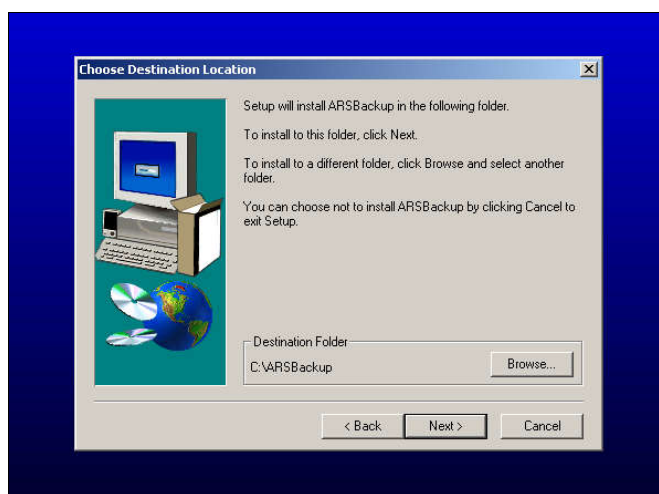 Choose Destination Location
Setup will install ARSBackup in the following folder.
To install to this folder, click Next.
To install to a different folder, click Browse and select another
folder.
You can choose not to install ARSBackup by clicking Cancel to
exit Setup.
Destination Folder
C:\ARSBackup
Browse...
< Back
Next >
Cancel